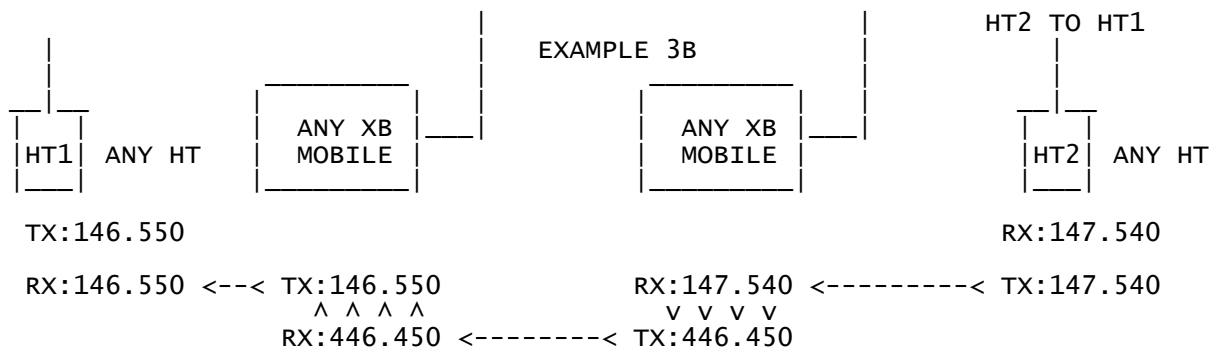 HT2 TO HT1
EXAMPLE 3B
ANY XB ANY XB
HT1 ANY HT MOBILE MOBILE HT2 ANY HT
TX:146.550 RX:147.540
RX:146.550 <--< TX:146.550 RX:147.540 <---------< TX:147.540
^ ^ ^ ^ v v v v
RX:446.450 <--------< TX:446.450